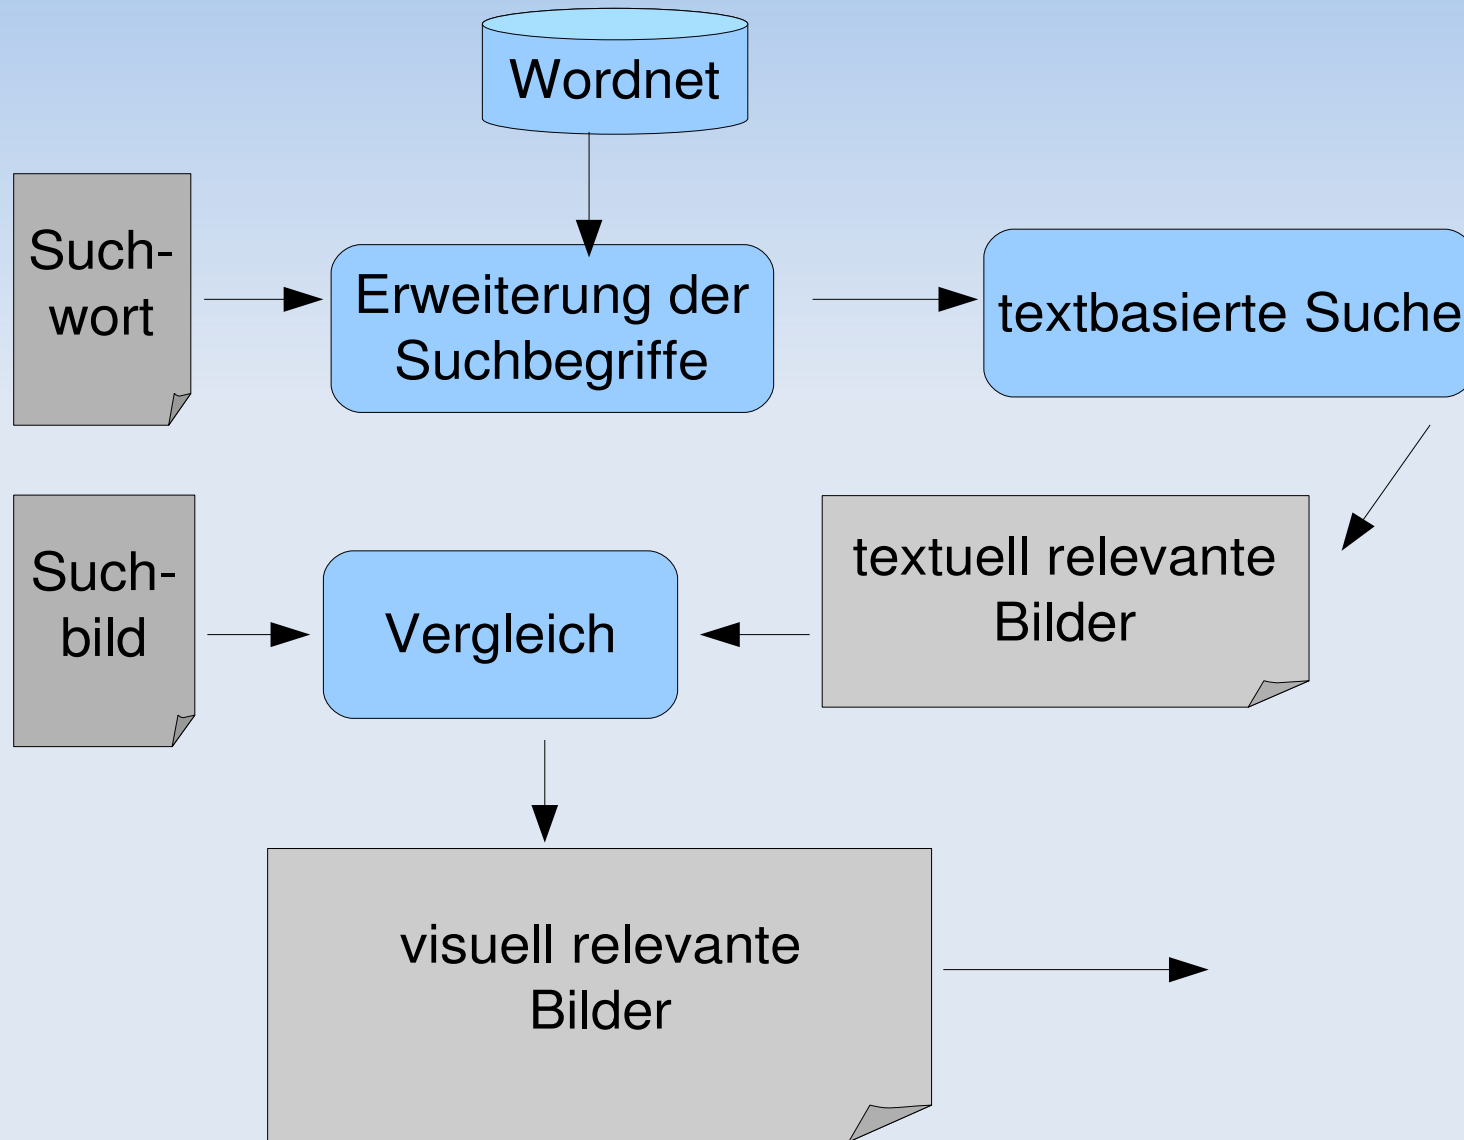 Wordnet
Such-
wort
Erweiterung der
Suchbegriffe
textbasierte Suche
Such-
bild
Vergleich
textuell relevante
Bilder
visuell relevante
Bilder